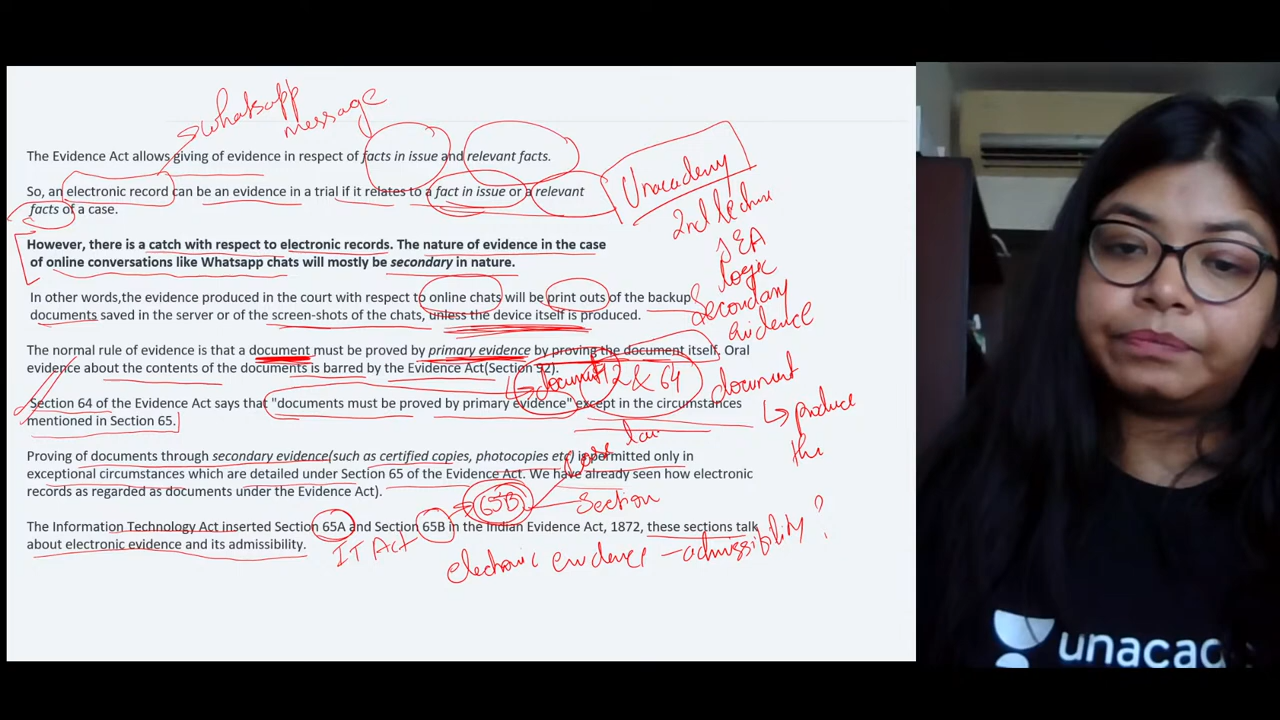 whatsapp
message
The Evidence Act allows giving of evidence in respect of facts in issue and relevant facts.
So, an electronic record can be an evidence in a trial if it relates to a fact in issue or a relevant
facts of a case.
However, there is a catch with respect to electronic records. The nature of evidence in the case
of online conversations like Whatsapp chats will mostly be secondary in nature.
In other words,the evidence produced in the court with respect to online chats will be print outs of the backup
documents saved in the server or of the screen-shots of the chats, unless the device itself is produced.
The normal rule of evidence is that a document must be proved by primary evidence by proving the document itself. Oral
evidence about the contents of the documents is barred by the Evidence Act(Section 92).
Section 64 of the Evidence Act says that "documents must be proved by primary evidence" except in the circumstances
mentioned in Section 65.
Proving of documents through secondary evidence(such as certified copies, photocopies etc) is permitted only in
exceptional circumstances which are detailed under Section 65 of the Evidence Act. We have already seen how electronic
records as regarded as documents under the Evidence Act).
The Information Technology Act inserted Section 65A and Section 65B in the Indian Evidence Act, 1872, these sections talk
about electronic evidence and its admissibility.
Unacademy
2nd lecture
IEA
logic
Secondary
evidence
document
& 64
document
produce
the
case law
65B
Section
IT Act
electronic evidence - admissibility ?
unacad